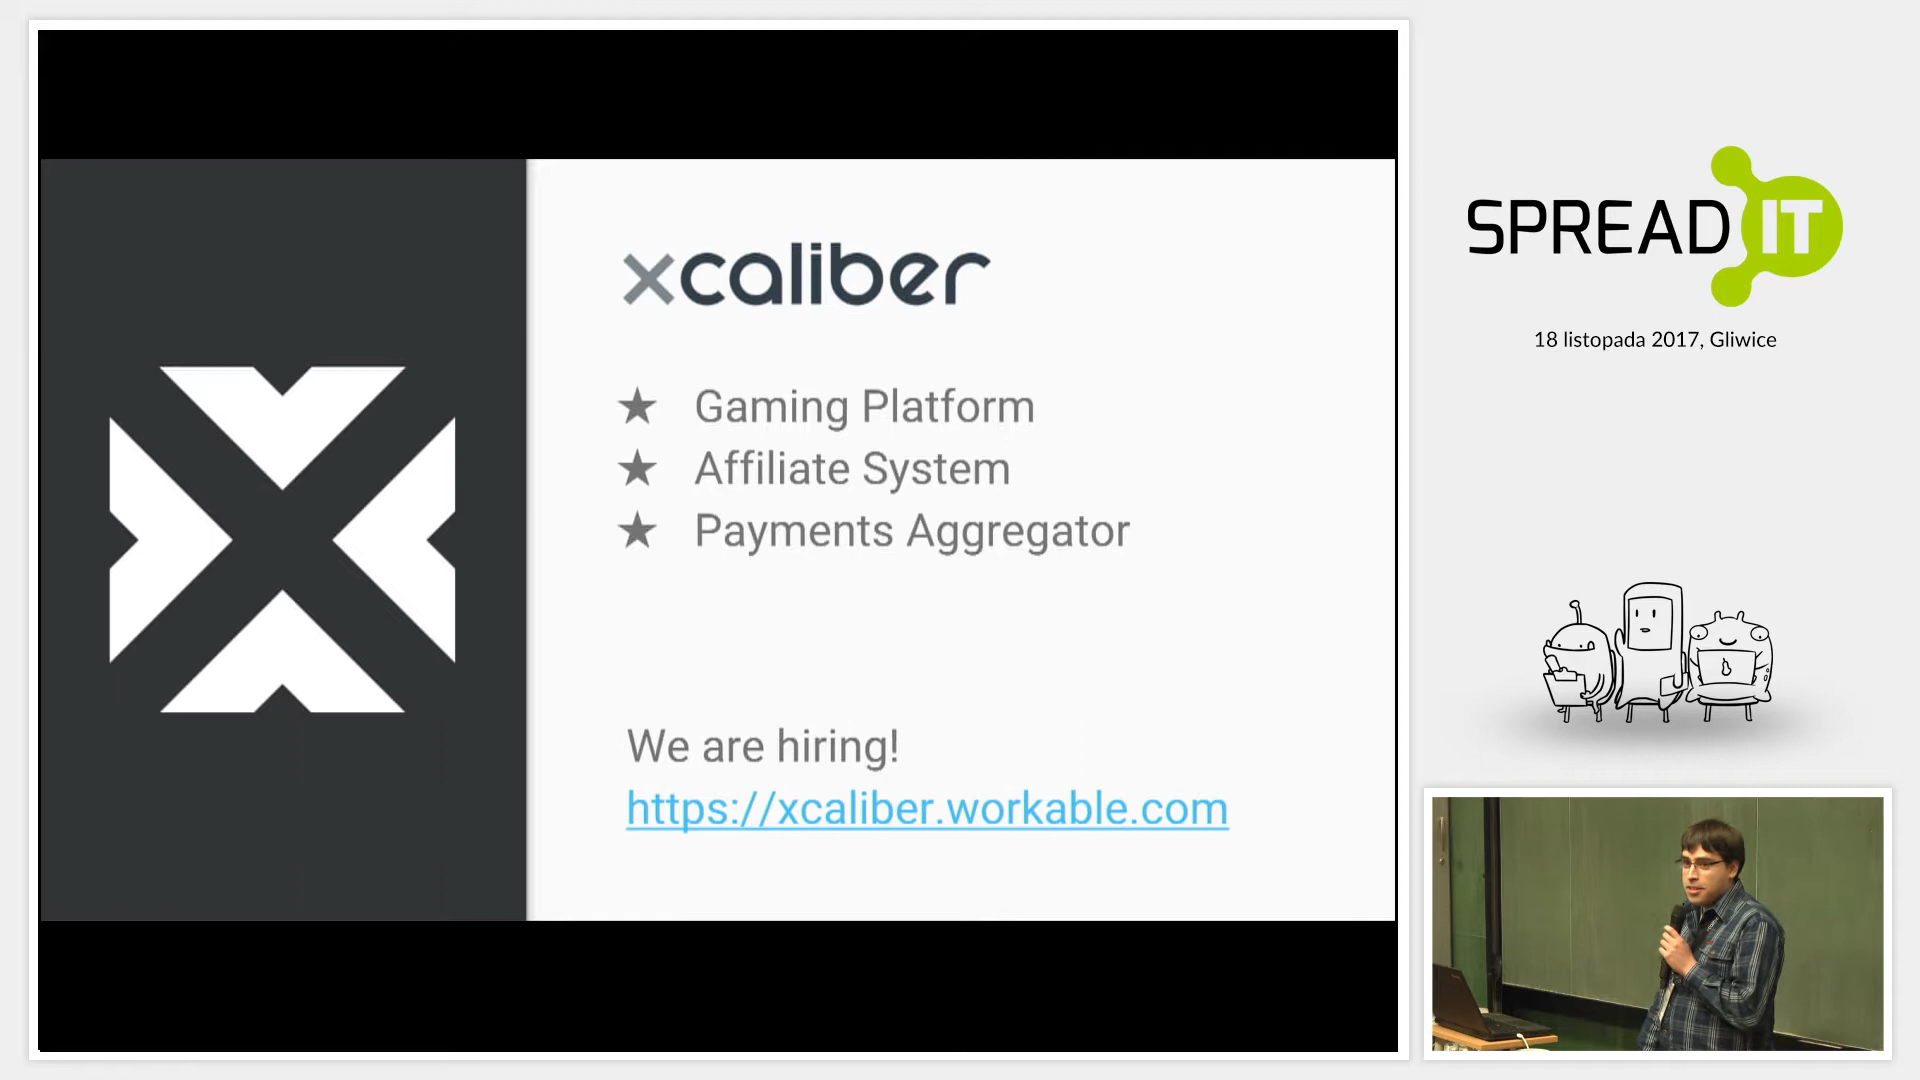 xcaliber
★ Gaming Platform
★ Affiliate System
★ Payments Aggregator
We are hiring!
https://xcaliber.workable.com
SPREAD IT
18 listopada 2017, Gliwice